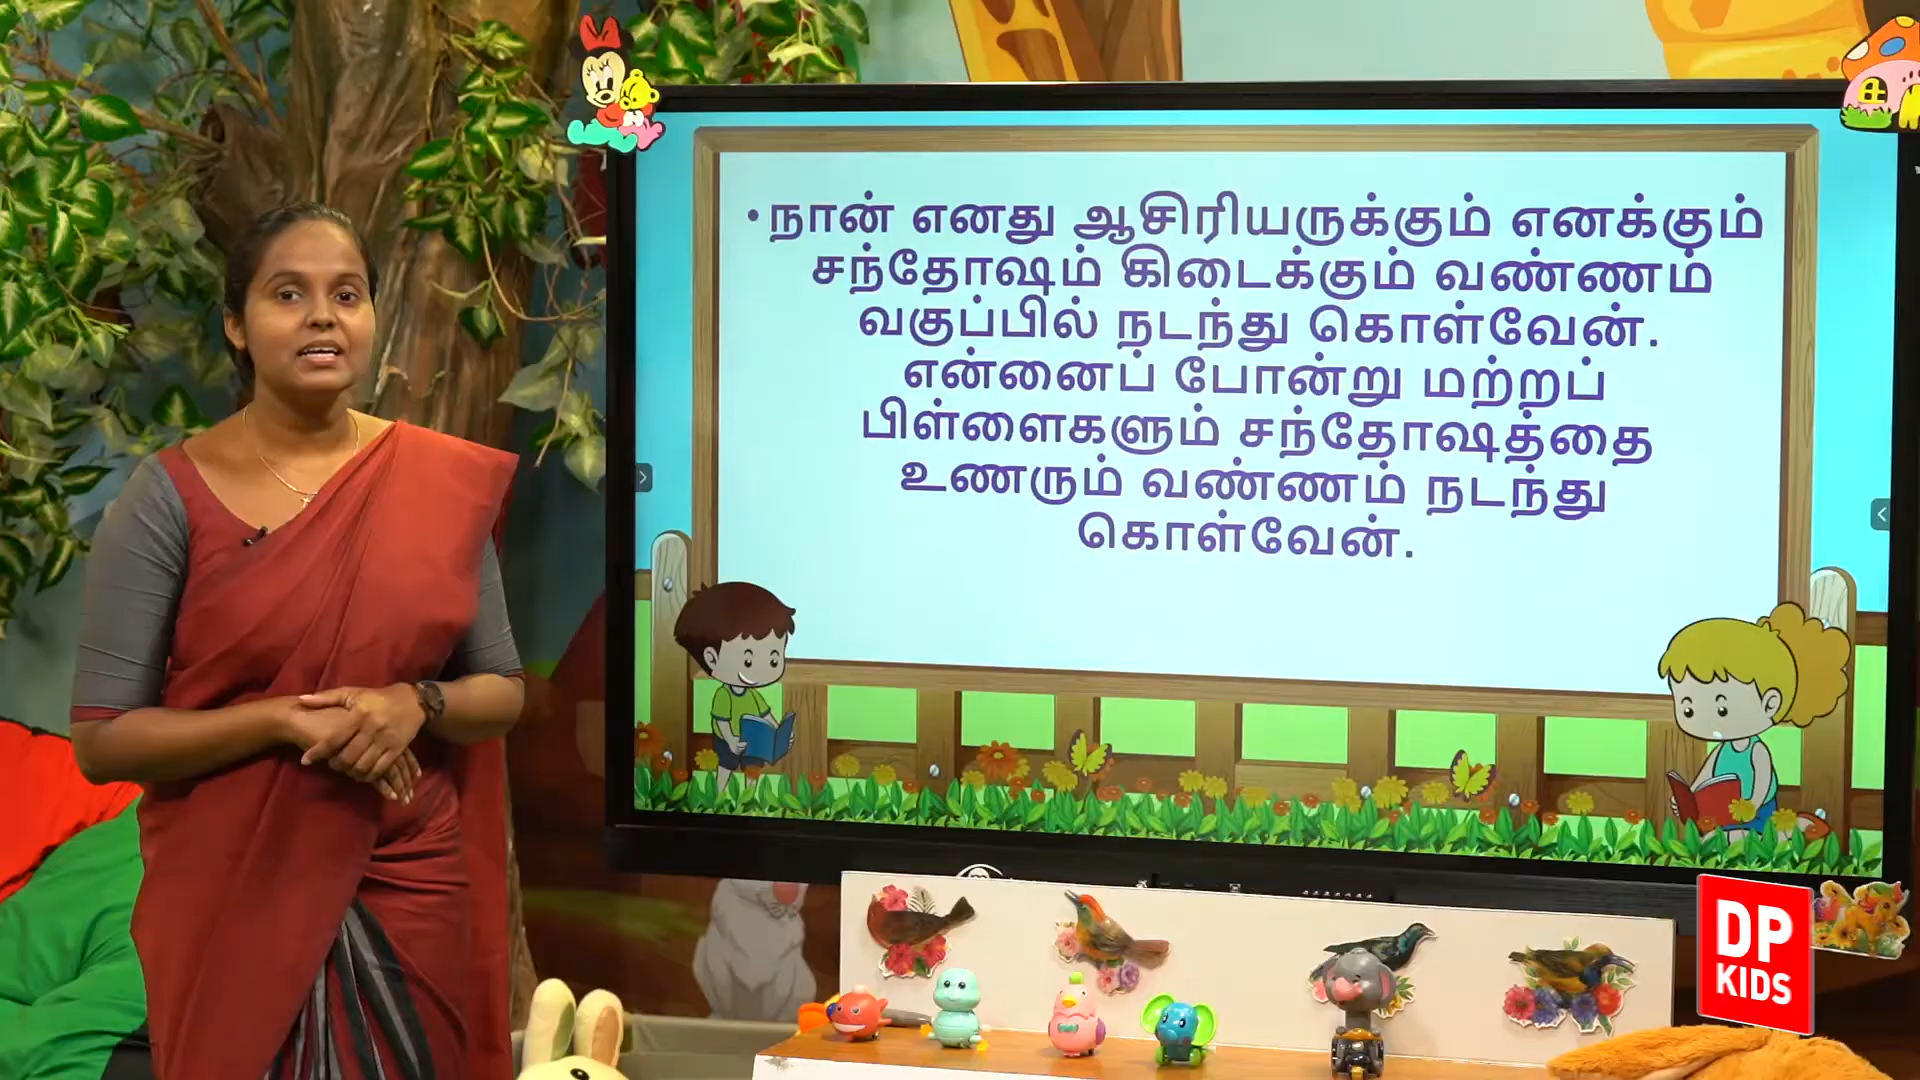 • நான் எனது ஆசிரியருக்கும் எனக்கும்
சந்தோஷம் கிடைக்கும் வண்ணம்
வகுப்பில் நடந்து கொள்வேன்.
என்னைப் போன்று மற்றப்
பிள்ளைகளும் சந்தோஷத்தை
உணரும் வண்ணம் நடந்து
கொள்வேன்.
DP
KIDS